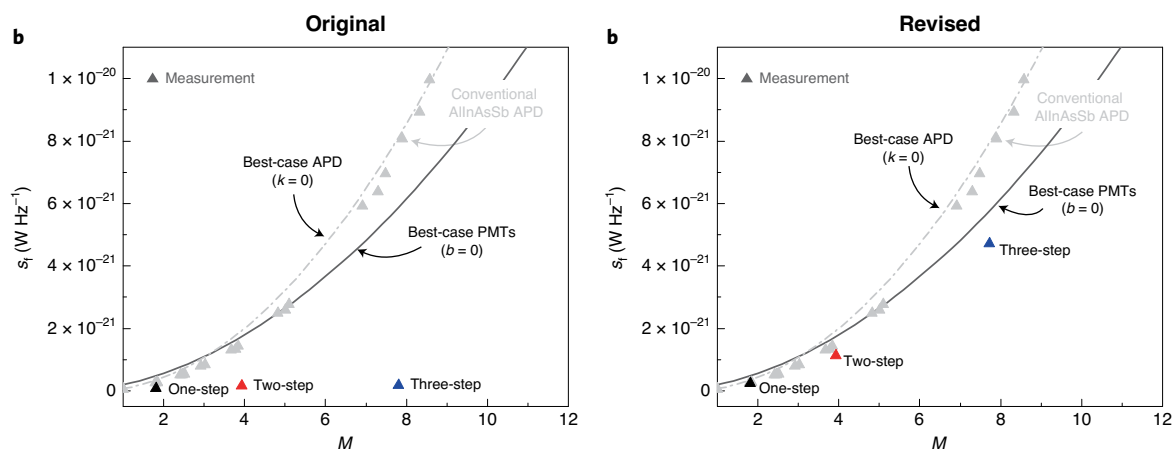 Original
b
1 × 10⁻²⁰
8 × 10⁻²¹
6 × 10⁻²¹
4 × 10⁻²¹
2 × 10⁻²¹
0
s_f (W Hz⁻¹)
Measurement
Conventional
AlInAsSb APD
Best-case APD
(k = 0)
Best-case PMTs
(b = 0)
One-step
Two-step
Three-step
2
4
6
8
10
12
M
Revised
b
1 × 10⁻²⁰
8 × 10⁻²¹
6 × 10⁻²¹
4 × 10⁻²¹
2 × 10⁻²¹
0
s_f (W Hz⁻¹)
Measurement
Conventional
AlInAsSb APD
Best-case APD
(k = 0)
Best-case PMTs
(b = 0)
Three-step
Two-step
One-step
2
4
6
8
10
12
M